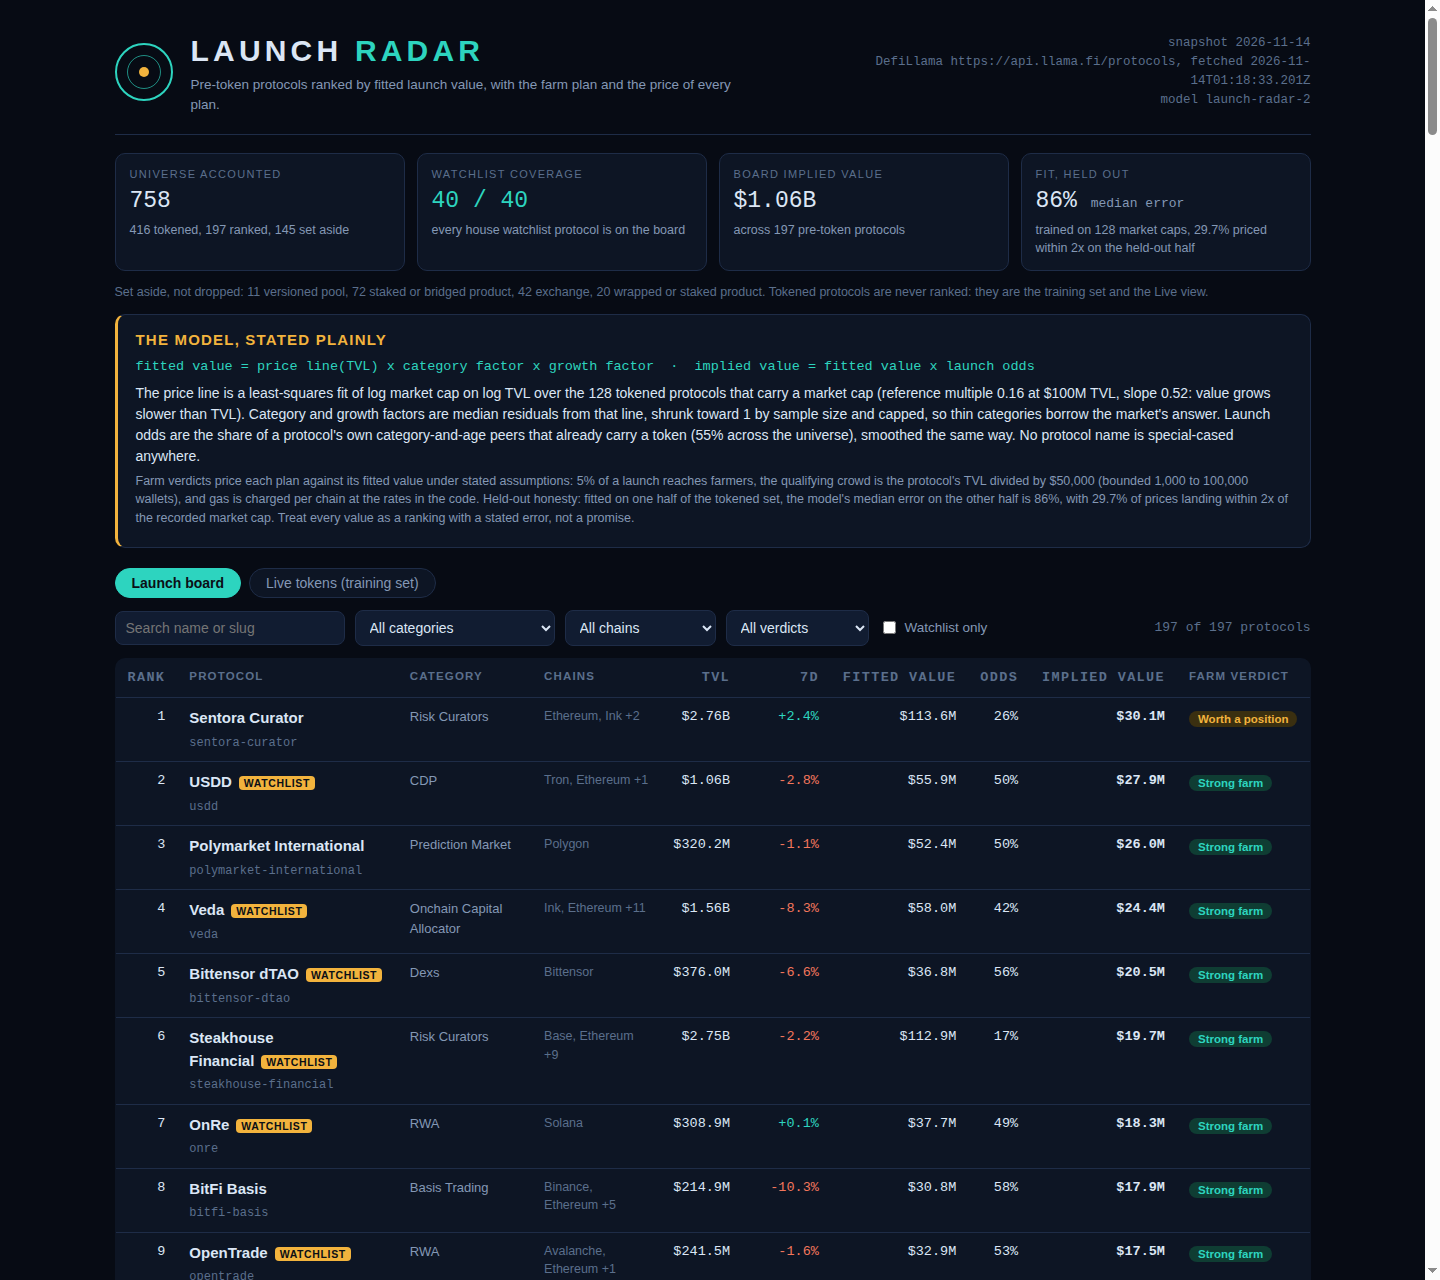 LAUNCH RADAR
Pre-token protocols ranked by fitted launch value, with the farm plan and the price of every
plan.
snapshot 2026-11-14
DefiLlama https://api.llama.fi/protocols, fetched 2026-11-
14T01:18:33.201Z
model launch-radar-2
UNIVERSE ACCOUNTED
758
416 tokened, 197 ranked, 145 set aside
WATCHLIST COVERAGE
40 / 40
every house watchlist protocol is on the board
BOARD IMPLIED VALUE
$1.06B
across 197 pre-token protocols
FIT, HELD OUT
86% median error
trained on 128 market caps, 29.7% priced
within 2x on the held-out half
Set aside, not dropped: 11 versioned pool, 72 staked or bridged product, 42 exchange, 20 wrapped or staked product. Tokened protocols are never ranked: they are the training set and the Live view.
THE MODEL, STATED PLAINLY
fitted value = price line(TVL) x category factor x growth factor · implied value = fitted value x launch odds
The price line is a least-squares fit of log market cap on log TVL over the 128 tokened protocols that carry a market cap (reference multiple 0.16 at $100M TVL, slope 0.52: value grows
slower than TVL). Category and growth factors are median residuals from that line, shrunk toward 1 by sample size and capped, so thin categories borrow the market's answer. Launch
odds are the share of a protocol's own category-and-age peers that already carry a token (55% across the universe), smoothed the same way. No protocol name is special-cased
anywhere.
Farm verdicts price each plan against its fitted value under stated assumptions: 5% of a launch reaches farmers, the qualifying crowd is the protocol's TVL divided by $50,000 (bounded 1,000 to 100,000
wallets), and gas is charged per chain at the rates in the code. Held-out honesty: fitted on one half of the tokened set, the model's median error on the other half is 86%, with 29.7% of prices landing within 2x of
the recorded market cap. Treat every value as a ranking with a stated error, not a promise.
Launch board Live tokens (training set)
Search name or slug All categories All chains All verdicts Watchlist only 197 of 197 protocols
RANK PROTOCOL CATEGORY CHAINS TVL 7D FITTED VALUE ODDS IMPLIED VALUE FARM VERDICT
1 Sentora Curator Risk Curators Ethereum, Ink +2 $2.76B +2.4% $113.6M 26% $30.1M Worth a position
sentora-curator
2 USDD WATCHLIST CDP Tron, Ethereum +1 $1.06B -2.8% $55.9M 50% $27.9M Strong farm
usdd
3 Polymarket International Prediction Market Polygon $320.2M -1.1% $52.4M 50% $26.0M Strong farm
polymarket-international
4 Veda WATCHLIST Onchain Capital Ink, Ethereum +11 $1.56B -8.3% $58.0M 42% $24.4M Strong farm
veda Allocator
5 Bittensor dTAO WATCHLIST Dexs Bittensor $376.0M -6.6% $36.8M 56% $20.5M Strong farm
bittensor-dtao
6 Steakhouse Risk Curators Base, Ethereum $2.75B -2.2% $112.9M 17% $19.7M Strong farm
Financial WATCHLIST +9
steakhouse-financial
7 OnRe WATCHLIST RWA Solana $308.9M +0.1% $37.7M 49% $18.3M Strong farm
onre
8 BitFi Basis Basis Trading Binance, $214.9M -10.3% $30.8M 58% $17.9M Strong farm
bitfi-basis Ethereum +5
9 OpenTrade WATCHLIST RWA Avalanche, $241.5M -1.6% $32.9M 53% $17.5M Strong farm
opentrade Ethereum +1